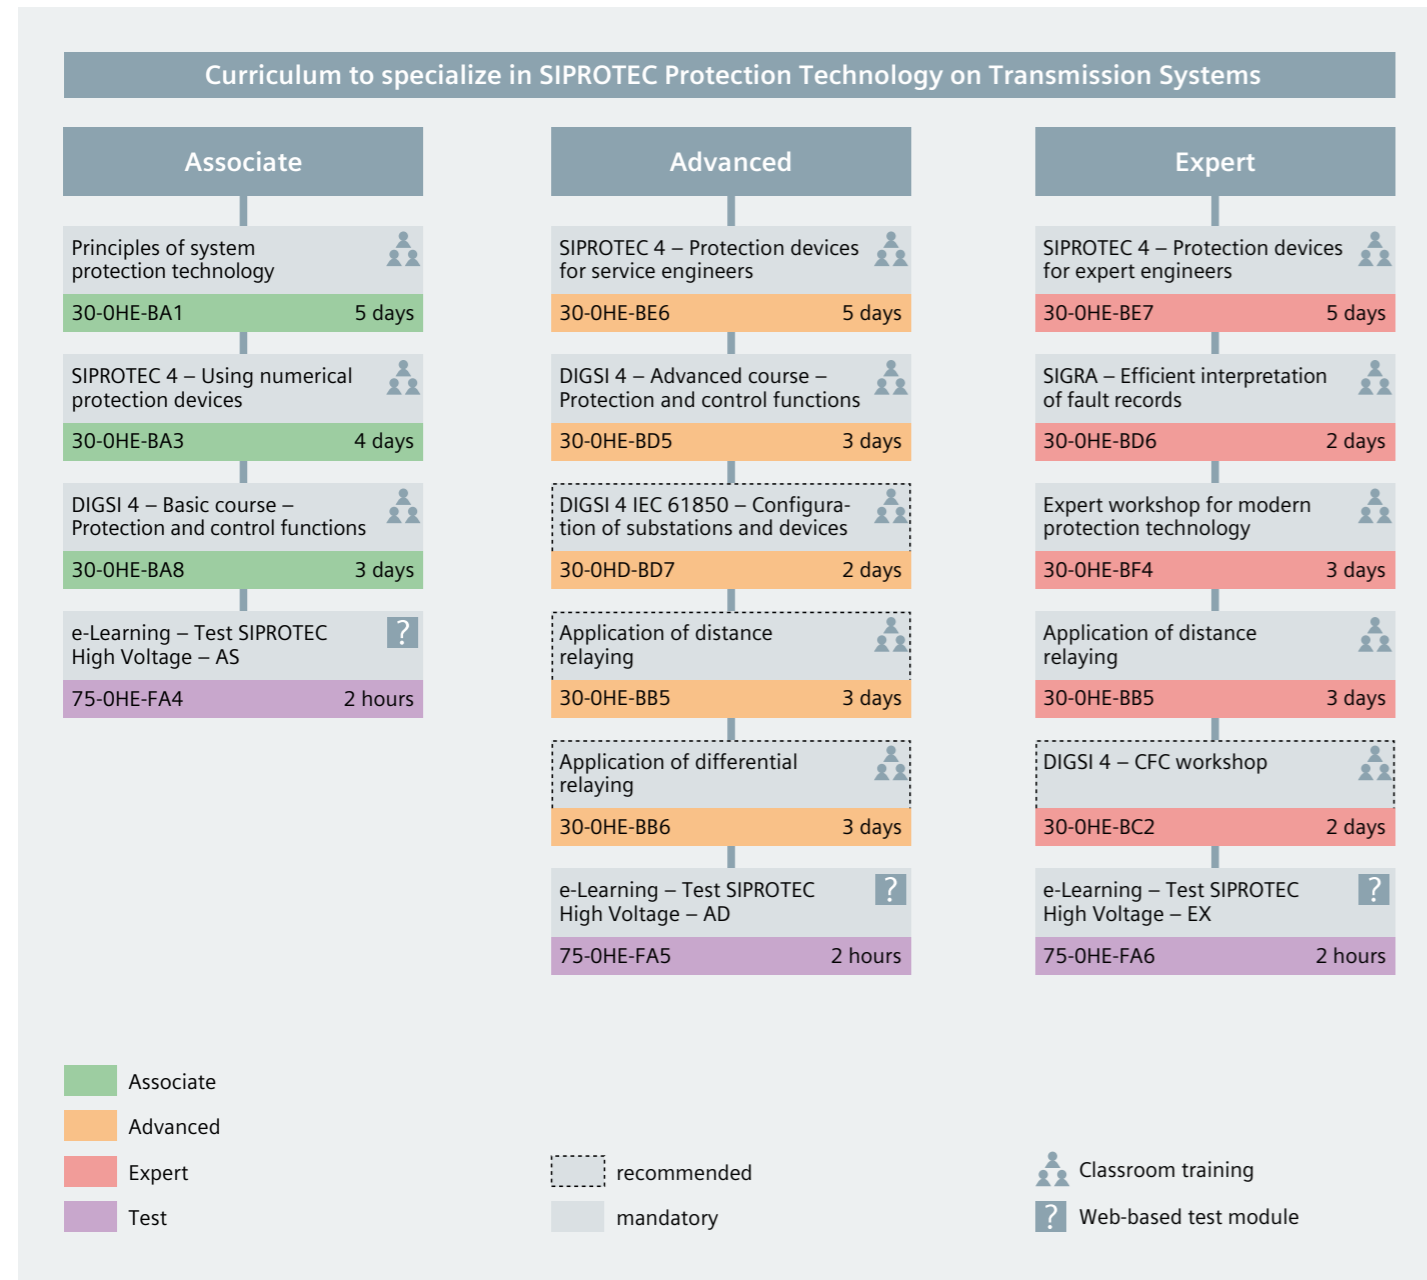 Curriculum to specialize in SIPROTEC Protection Technology on Transmission Systems
Associate
Principles of system
protection technology
30-0HE-BA1 5 days
SIPROTEC 4 – Using numerical
protection devices
30-0HE-BA3 4 days
DIGSI 4 – Basic course –
Protection and control functions
30-0HE-BA8 3 days
e-Learning – Test SIPROTEC
High Voltage – AS
?
75-0HE-FA4 2 hours
Advanced
SIPROTEC 4 – Protection devices
for service engineers
30-0HE-BE6 5 days
DIGSI 4 – Advanced course –
Protection and control functions
30-0HE-BD5 3 days
DIGSI 4 IEC 61850 – Configura-
tion of substations and devices
30-0HD-BD7 2 days
Application of distance
relaying
30-0HE-BB5 3 days
Application of differential
relaying
30-0HE-BB6 3 days
e-Learning – Test SIPROTEC
High Voltage – AD
?
75-0HE-FA5 2 hours
Expert
SIPROTEC 4 – Protection devices
for expert engineers
30-0HE-BE7 5 days
SIGRA – Efficient interpretation
of fault records
30-0HE-BD6 2 days
Expert workshop for modern
protection technology
30-0HE-BF4 3 days
Application of distance
relaying
30-0HE-BB5 3 days
DIGSI 4 – CFC workshop
30-0HE-BC2 2 days
e-Learning – Test SIPROTEC
High Voltage – EX
?
75-0HE-FA6 2 hours
Associate
Advanced
Expert
Test
recommended
mandatory
Classroom training
? Web-based test module